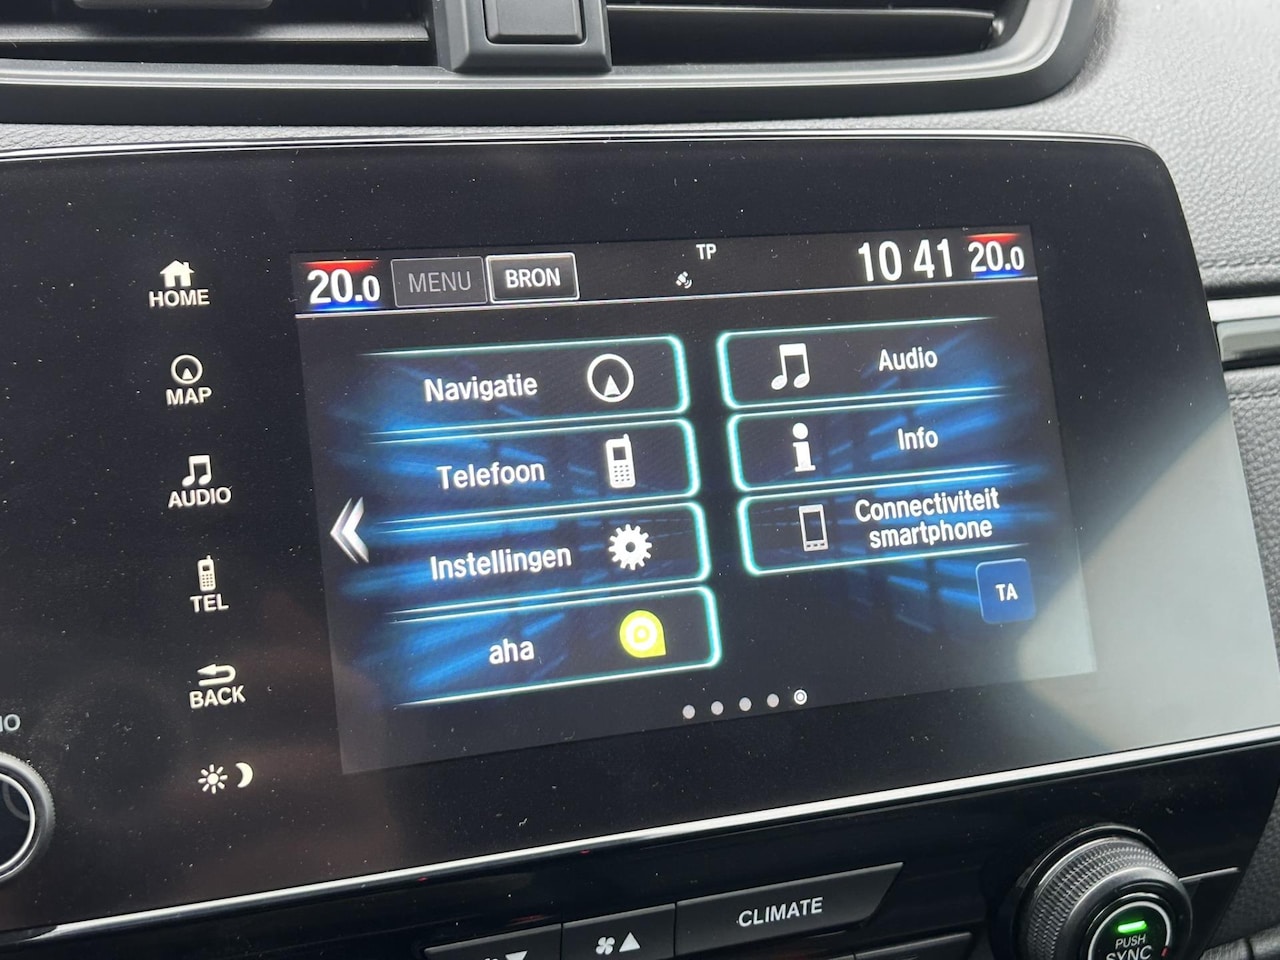 20.0 MENU BRON TP 10 41 20.0
HOME
MAP
AUDIO
TEL
BACK
Navigatie
Telefoon
Instellingen
aha
Audio
Info
Connectiviteit
smartphone
TA
CLIMATE
PUSH
SYNC